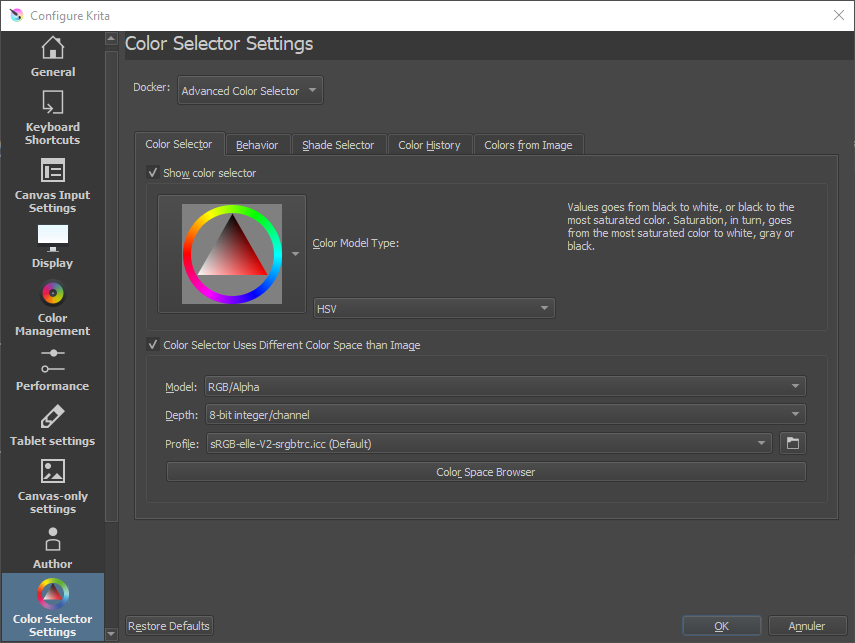 Configure Krita
General
Keyboard
Shortcuts
Canvas Input
Settings
Display
Color
Management
Performance
Tablet settings
Canvas-only
settings
Author
Color Selector
Settings
Color Selector Settings
Docker:
Advanced Color Selector
Color Selector
Behavior
Shade Selector
Color History
Colors from Image
Show color selector
Color Model Type:
HSV
Values goes from black to white, or black to the
most saturated color. Saturation, in turn, goes
from the most saturated color to white, gray or
black.
Color Selector Uses Different Color Space than Image
Model:
RGB/Alpha
Depth:
8-bit integer/channel
Profile:
sRGB-elle-V2-srgbtrc.icc (Default)
Color Space Browser
Restore Defaults
OK
Annuler